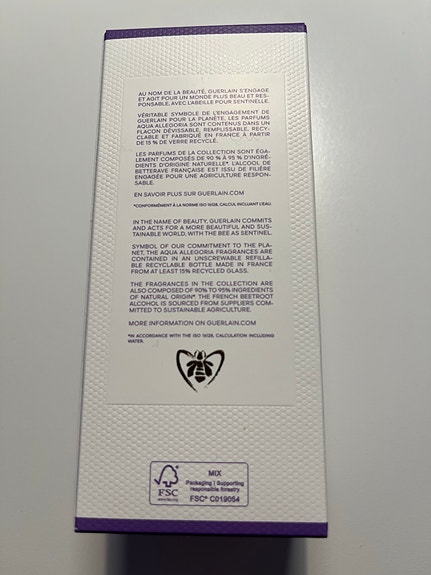 AU NOM DE LA BEAUTÉ, GUERLAIN S'ENGAGE
ET AGIT POUR UN MONDE PLUS BEAU ET RES-
PONSABLE, AVEC L'ABEILLE POUR SENTINELLE.
VÉRITABLE SYMBOLE DE L'ENGAGEMENT DE
GUERLAIN POUR LA PLANÈTE, LES PARFUMS
AQUA ALLEGORIA SONT CONTENUS DANS UN
FLACON DÉVISSABLE, REMPLISSABLE, RECY-
CLABLE ET FABRIQUÉ EN FRANCE À PARTIR
DE 15 % DE VERRE RECYCLÉ.
LES PARFUMS DE LA COLLECTION SONT ÉGA-
LEMENT COMPOSÉS DE 90 % À 95 % D'INGRÉ-
DIENTS D'ORIGINE NATURELLE*. L'ALCOOL DE
BETTERAVE FRANÇAISE EST ISSU DE FILIÈRE
ENGAGÉE POUR UNE AGRICULTURE RESPON-
SABLE.
EN SAVOIR PLUS SUR GUERLAIN.COM
*CONFORMÉMENT À LA NORME ISO 16128, CALCUL INCLUANT L'EAU.
IN THE NAME OF BEAUTY, GUERLAIN COMMITS
AND ACTS FOR A MORE BEAUTIFUL AND SUS-
TAINABLE WORLD, WITH THE BEE AS SENTINEL.
SYMBOL OF OUR COMMITMENT TO THE PLA-
NET, THE AQUA ALLEGORIA FRAGRANCES ARE
CONTAINED IN AN UNSCREWABLE REFILLA-
BLE RECYCLABLE BOTTLE MADE IN FRANCE
FROM AT LEAST 15% RECYCLED GLASS.
THE FRAGRANCES IN THE COLLECTION ARE
ALSO COMPOSED OF 90% TO 95% INGREDIENTS
OF NATURAL ORIGIN* THE FRENCH BEETROOT
ALCOHOL IS SOURCED FROM SUPPLIERS COM-
MITTED TO SUSTAINABLE AGRICULTURE.
MORE INFORMATION ON GUERLAIN.COM
*IN ACCORDANCE WITH THE ISO 16128, CALCULATION INCLUDING
WATER.
FSC
www.fsc.org
MIX
Packaging | Supporting
responsible forestry
FSC® C019064